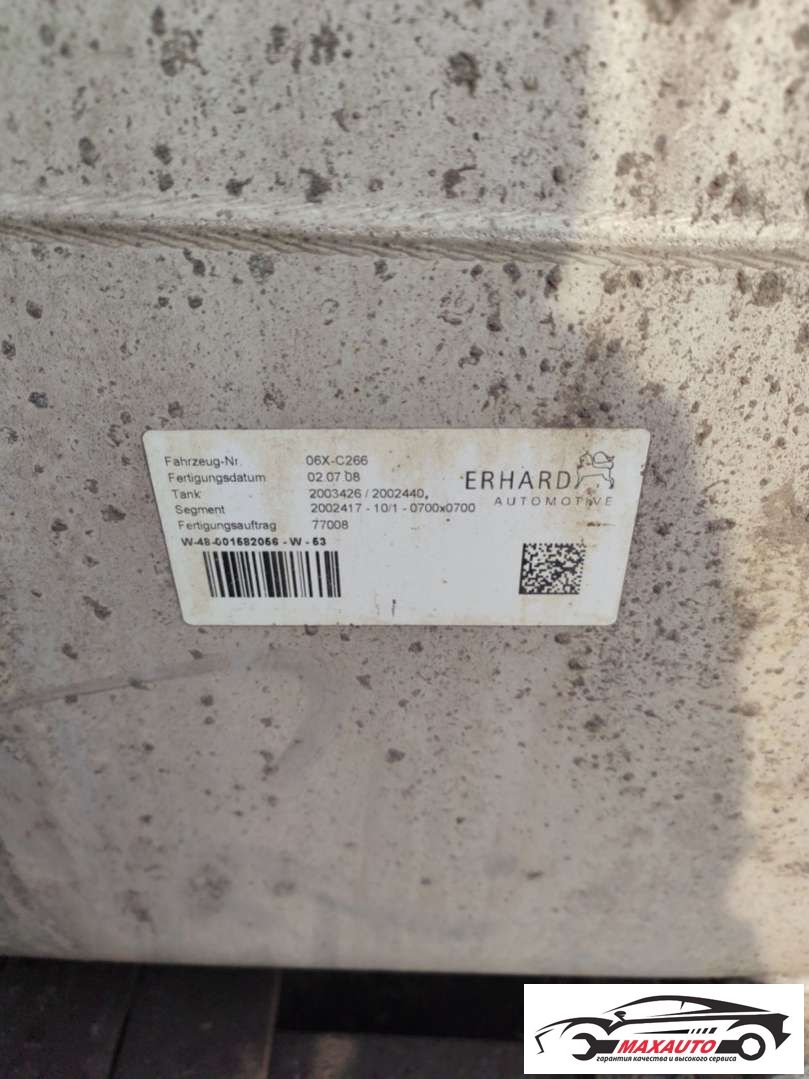 Fahrzeug-Nr. 06X-C266
Fertigungsdatum 02.07.08
Tank 2003426 / 2002440,
Segment 2002417 - 10/1 - 0700x0700
Fertigungsauftrag 77008
W-48-001582056 - W - 53
ERHARD
AUTOMOTIVE
MAXAUTO
гарантия качества и высокого сервиса